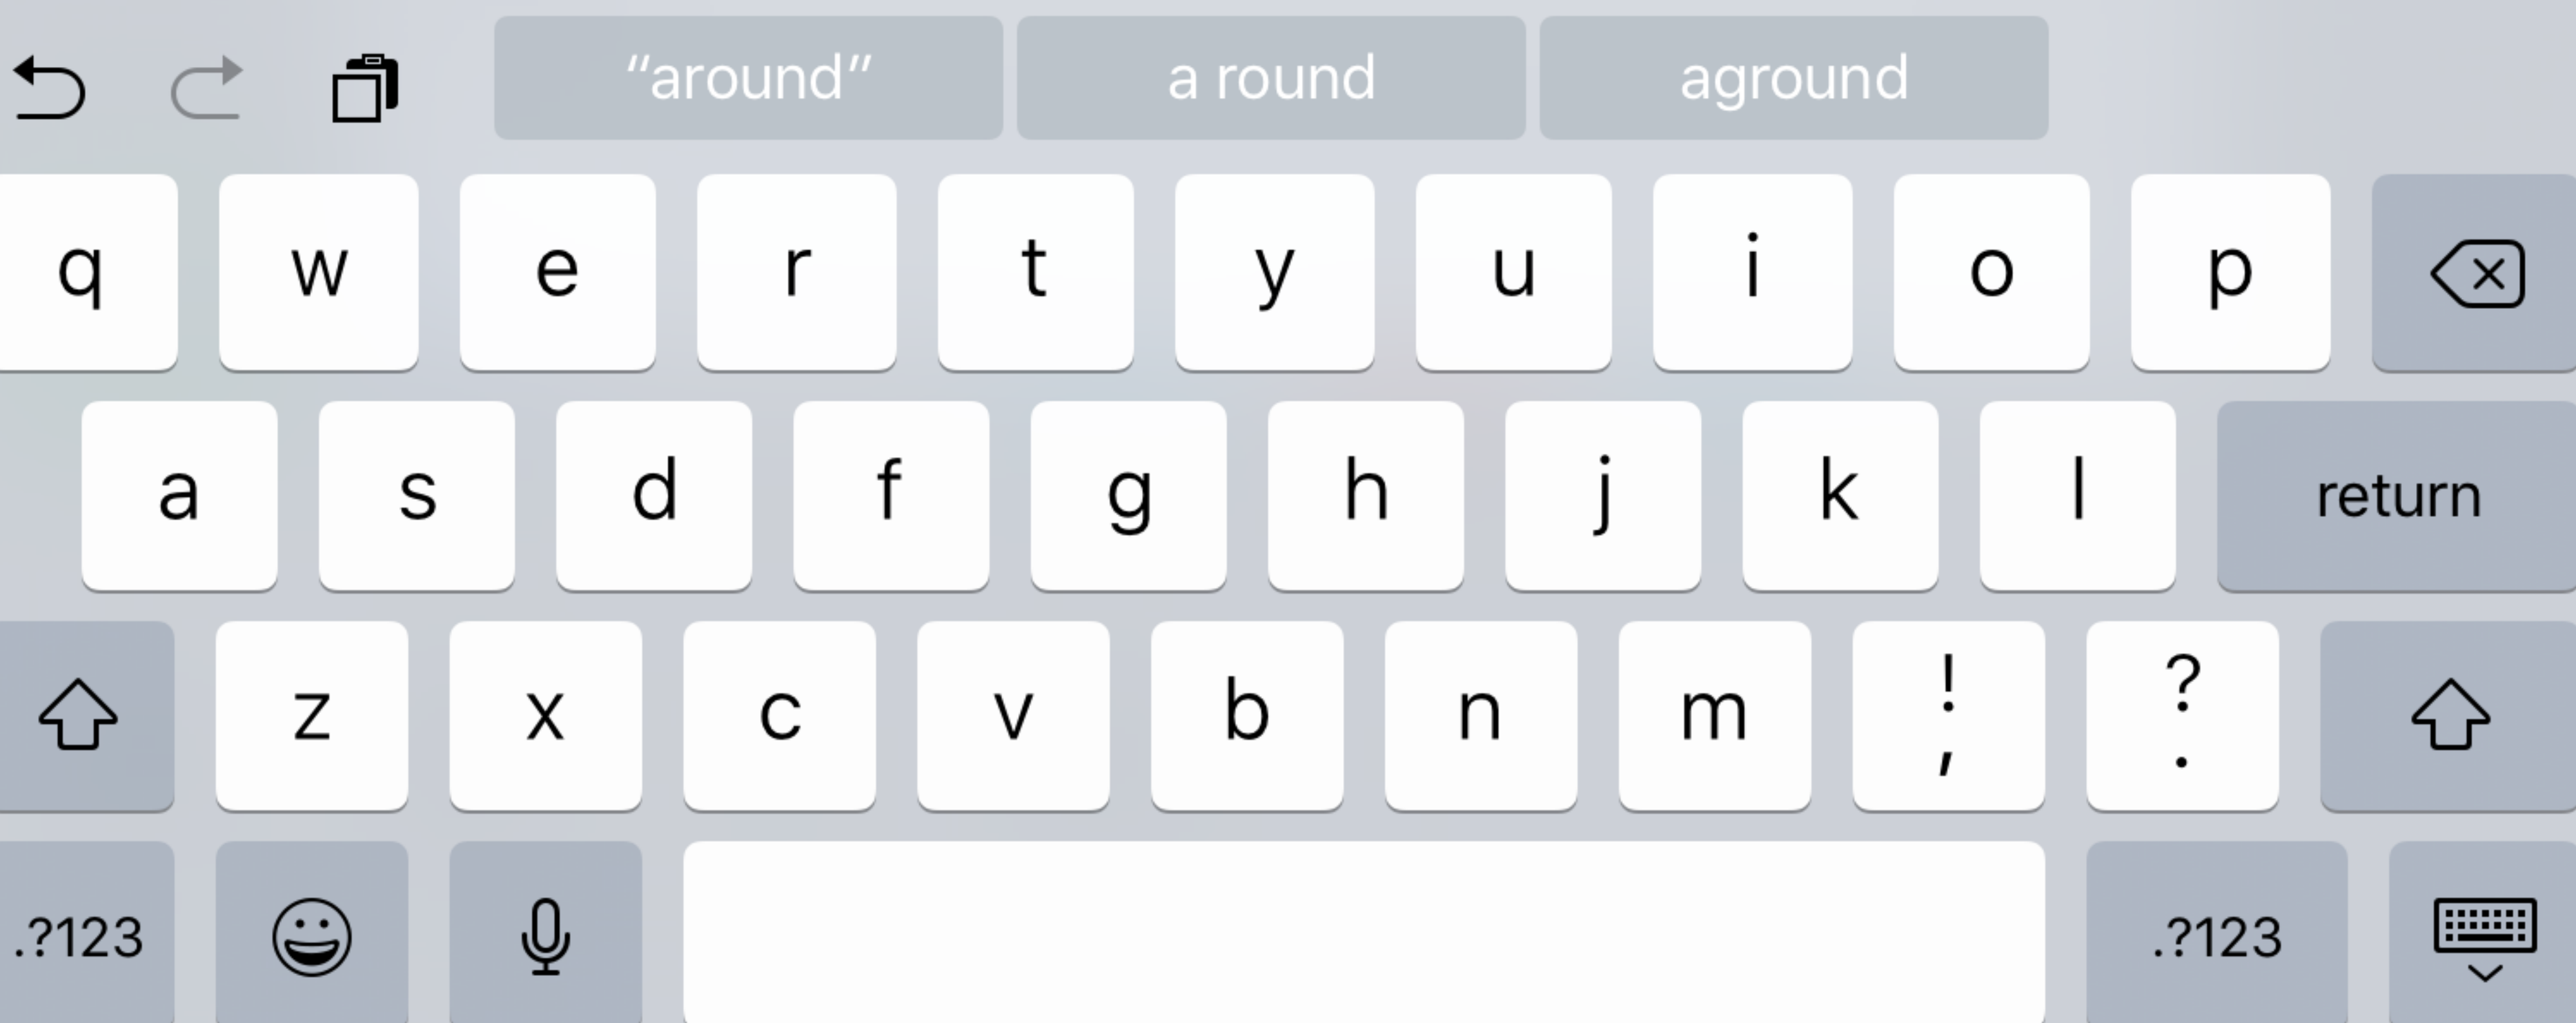 “around” a round aground
q w e r t y u i o p
a s d f g h j k l return
z x c v b n m ! , ? .
.?123 .?123